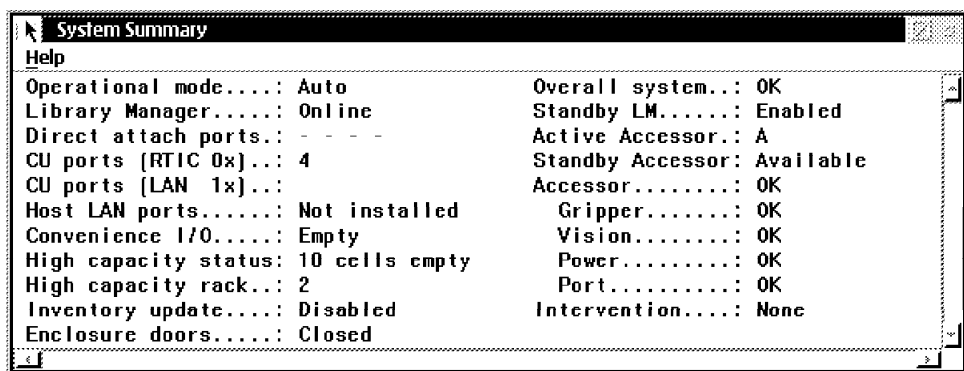 System Summary
Help
Operational mode....: Auto Overall system..: OK
Library Manager.....: Online Standby LM......: Enabled
Direct attach ports.: - - - - Active Accessor.: A
CU ports (RTIC 0x)..: 4 Standby Accessor: Available
CU ports (LAN 1x)..: Accessor........: OK
Host LAN ports......: Not installed Gripper.......: OK
Convenience I/O.....: Empty Vision........: OK
High capacity status: 10 cells empty Power.........: OK
High capacity rack..: 2 Port..........: OK
Inventory update....: Disabled Intervention....: None
Enclosure doors.....: Closed